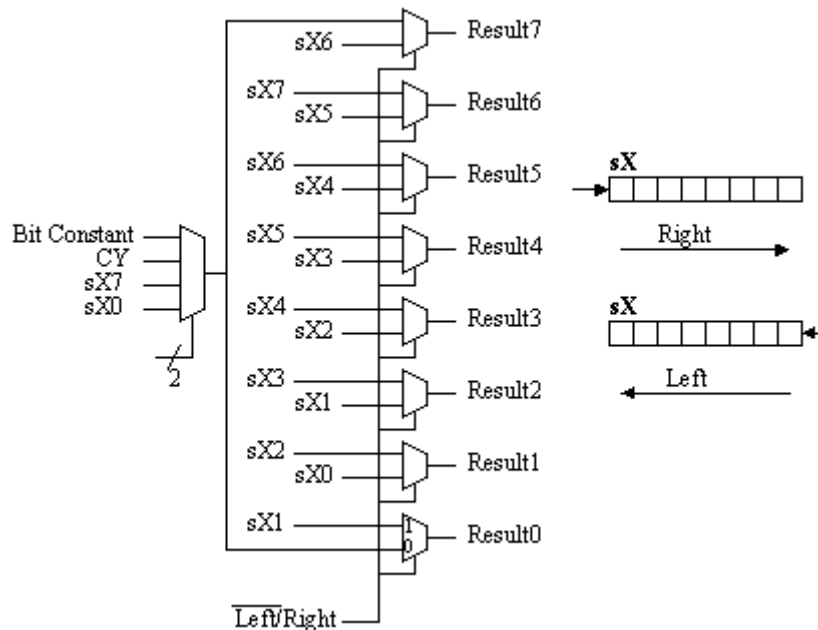 Result7
sX6
sX7
Result6
sX5
sX6
Result5
sX
sX4
Bit Constant
sX5
Result4
Right
CY
sX3
sX7
sX0
sX4
Result3
sX
sX2
2
sX3
Result2
Left
sX1
sX2
Result1
sX0
sX1
1
Result0
0
Left/Right